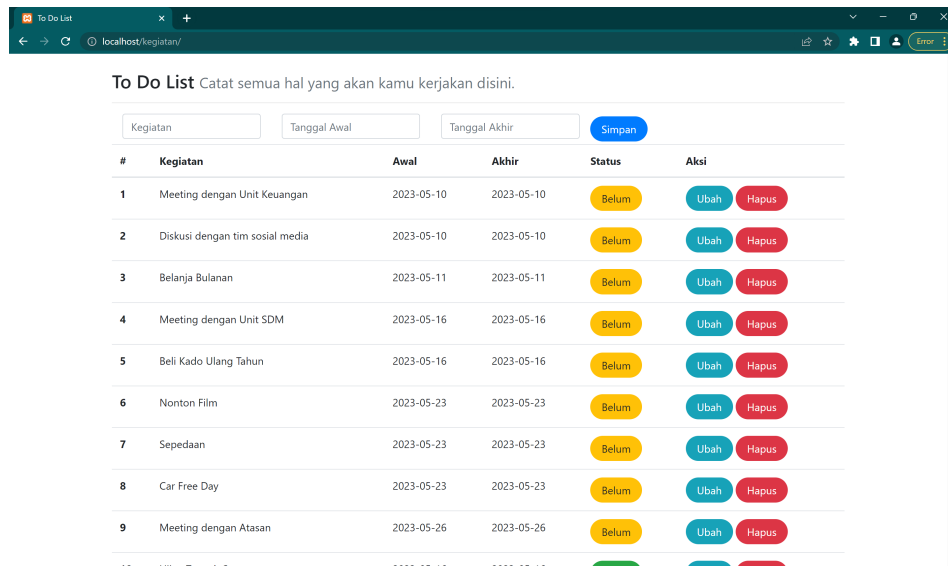 To Do List
localhost/kegiatan/
Error
To Do List Catat semua hal yang akan kamu kerjakan disini.
Kegiatan Tanggal Awal Tanggal Akhir Simpan
# Kegiatan Awal Akhir Status Aksi
1 Meeting dengan Unit Keuangan 2023-05-10 2023-05-10 Belum Ubah Hapus
2 Diskusi dengan tim sosial media 2023-05-10 2023-05-10 Belum Ubah Hapus
3 Belanja Bulanan 2023-05-11 2023-05-11 Belum Ubah Hapus
4 Meeting dengan Unit SDM 2023-05-16 2023-05-16 Belum Ubah Hapus
5 Beli Kado Ulang Tahun 2023-05-16 2023-05-16 Belum Ubah Hapus
6 Nonton Film 2023-05-23 2023-05-23 Belum Ubah Hapus
7 Sepedaan 2023-05-23 2023-05-23 Belum Ubah Hapus
8 Car Free Day 2023-05-23 2023-05-23 Belum Ubah Hapus
9 Meeting dengan Atasan 2023-05-26 2023-05-26 Belum Ubah Hapus